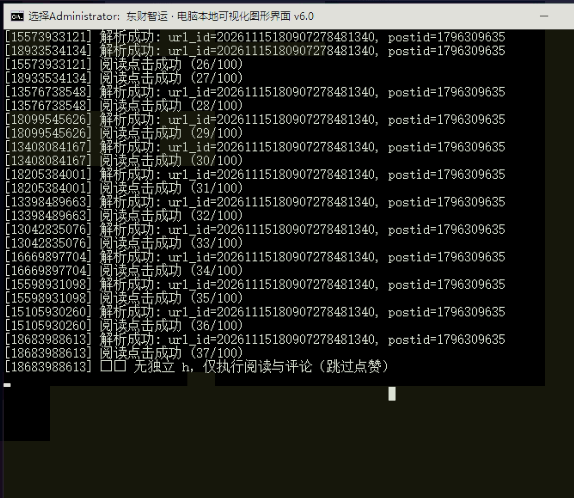 选择Administrator: 东财智运 · 电脑本地可视化图形界面 v6.0
[15573933121] 解析成功: url_id=20261115180907278481340, postid=1796309635
[18933534134] 解析成功: url_id=20261115180907278481340, postid=1796309635
[15573933121] 阅读点击成功 (26/100)
[18933534134] 阅读点击成功 (27/100)
[13576738548] 解析成功: url_id=20261115180907278481340, postid=1796309635
[13576738548] 阅读点击成功 (28/100)
[18099545626] 解析成功: url_id=20261115180907278481340, postid=1796309635
[18099545626] 阅读点击成功 (29/100)
[13408084167] 解析成功: url_id=20261115180907278481340, postid=1796309635
[13408084167] 阅读点击成功 (30/100)
[18205384001] 解析成功: url_id=20261115180907278481340, postid=1796309635
[18205384001] 阅读点击成功 (31/100)
[13398489663] 解析成功: url_id=20261115180907278481340, postid=1796309635
[13398489663] 阅读点击成功 (32/100)
[13042835076] 解析成功: url_id=20261115180907278481340, postid=1796309635
[13042835076] 阅读点击成功 (33/100)
[16669897704] 解析成功: url_id=20261115180907278481340, postid=1796309635
[16669897704] 阅读点击成功 (34/100)
[15598931098] 解析成功: url_id=20261115180907278481340, postid=1796309635
[15598931098] 阅读点击成功 (35/100)
[15105930260] 解析成功: url_id=20261115180907278481340, postid=1796309635
[15105930260] 阅读点击成功 (36/100)
[18683988613] 解析成功: url_id=20261115180907278481340, postid=1796309635
[18683988613] 阅读点击成功 (37/100)
[18683988613] □□ 无独立 h, 仅执行阅读与评论 (跳过点赞)